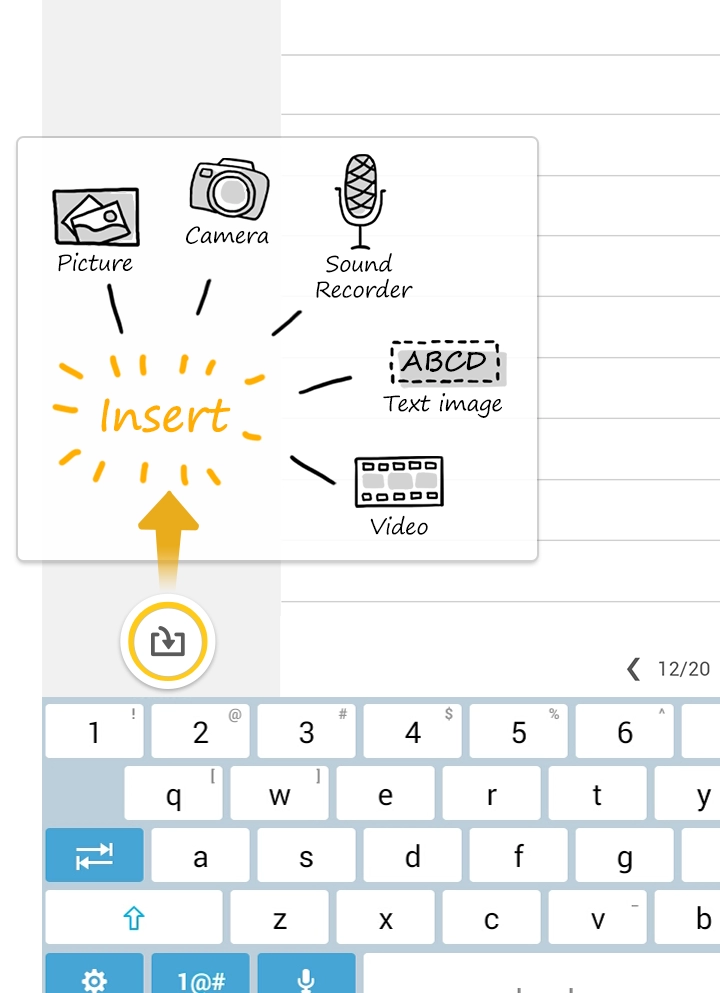 Camera
Picture
Sound
Recorder
ABCD
Text image
Insert
Video
12/20
! @ # $ % ^
1 2 3 4 5 6
[ ]
q w e r t y
a s d f g
_
z x c v b
1@#